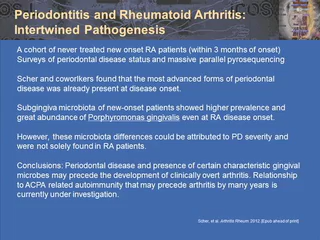 Periodontitis and Rheumatoid Arthritis:
Intertwined Pathogenesis
A cohort of never treated new onset RA patients (within 3 months of onset)
Surveys of periodontal disease status and massive parallel pyrosequencing
Scher and coworlkers found that the most advanced forms of periodontal
disease was already present at disease onset.
Subgingiva microbiota of new-onset patients showed higher prevalence and
great abundance of Porphyromonas gingivalis even at RA disease onset.
However, these microbiota differences could be attributed to PD severity and
were not solely found in RA patients.
Conclusions: Periodontal disease and presence of certain characteristic gingival
microbes may precede the development of clinically overt arthritis. Relationship
to ACPA related autoimmunity that may precede arthritis by many years is
currently under investigation.
Scher, et al. Arthritis Rheum. 2012 [Epub ahead of print]